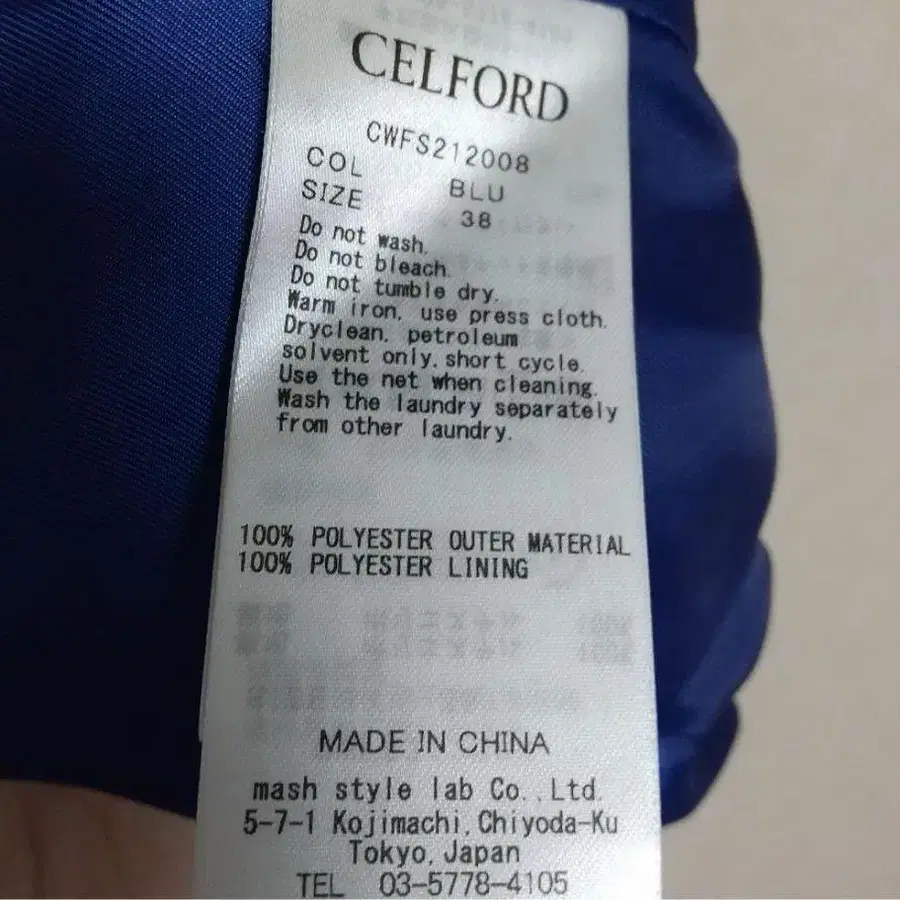 CELFORD
CWFS212008
COL BLU
SIZE 38
Do not wash.
Do not bleach.
Do not tumble dry.
Warm iron, use press cloth.
Dryclean, petroleum
solvent only, short cycle.
Use the net when cleaning.
Wash the laundry separately
from other laundry.
100% POLYESTER OUTER MATERIAL
100% POLYESTER LINING
MADE IN CHINA
mash style lab Co.,Ltd.
5-7-1 Kojimachi,Chiyoda-Ku
Tokyo,Japan
TEL 03-5778-4105